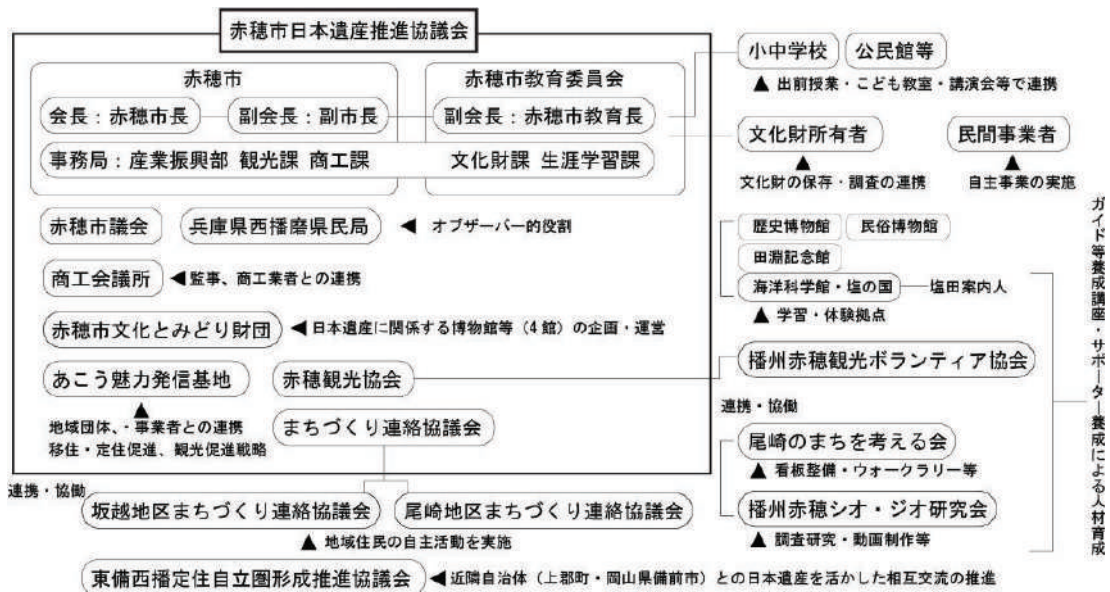 赤穂市日本遺産推進協議会
赤穂市
会長：赤穂市長
副会長：副市長
赤穂市教育委員会
副会長：赤穂市教育長
事務局：産業振興部 観光課 商工課 文化財課 生涯学習課
赤穂市議会
兵庫県西播磨県民局
◀ オブザーバー的役割
商工会議所
◀監事、商工業者との連携
赤穂市文化とみどり財団
◀日本遺産に関係する博物館等（4館）の企画・運営
あこう魅力発信基地
▲
地域団体、・事業者との連携
移住・定住促進、観光促進戦略
赤穂観光協会
まちづくり連絡協議会
連携・協働
坂越地区まちづくり連絡協議会
尾崎地区まちづくり連絡協議会
▲ 地域住民の自主活動を実施
東備西播定住自立圏形成推進協議会
◀近隣自治体（上郡町・岡山県備前市）との日本遺産を活かした相互交流の推進
小中学校
公民館等
▲ 出前授業・こども教室・講演会等で連携
文化財所有者
▲
文化財の保存・調査の連携
民間事業者
▲
自主事業の実施
歴史博物館
民俗博物館
田淵記念館
海洋科学館・塩の国
塩田案内人
▲学習・体験拠点
播州赤穂観光ボランティア協会
連携・協働
尾崎のまちを考える会
▲ 看板整備・ウォークラリー等
播州赤穂シオ・ジオ研究会
▲ 調査研究・動画制作等
ガイド等養成講座・サポーター養成による人材育成